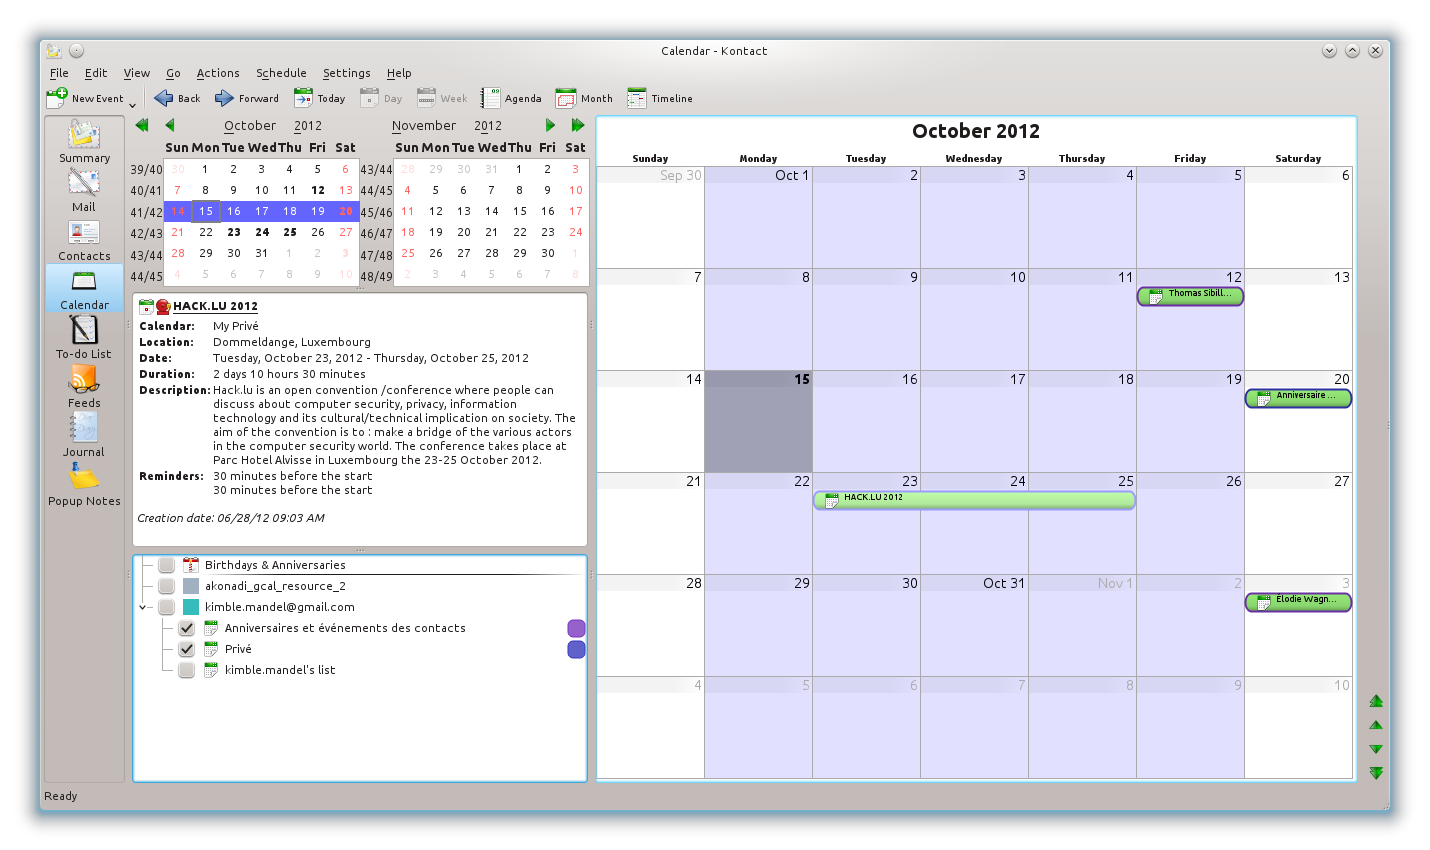 Calendar - Kontact
File Edit View Go Actions Schedule Settings Help
New Event Back Forward Today Day Week Agenda Month Timeline
Summary
Mail
Contacts
Calendar
To-do List
Feeds
Journal
Popup Notes
October 2012
Sun Mon Tue Wed Thu Fri Sat
39/40 30 1 2 3 4 5 6
40/41 7 8 9 10 11 12 13
41/42 14 15 16 17 18 19 20
42/43 21 22 23 24 25 26 27
43/44 28 29 30 31 1 2 3
44/45 4 5 6 7 8 9 10
November 2012
Sun Mon Tue Wed Thu Fri Sat
43/44 28 29 30 31 1 2 3
44/45 4 5 6 7 8 9 10
45/46 11 12 13 14 15 16 17
46/47 18 19 20 21 22 23 24
47/48 25 26 27 28 29 30 1
48/49 2 3 4 5 6 7 8
HACK.LU 2012
Calendar: My Privé
Location: Dommeldange, Luxembourg
Date: Tuesday, October 23, 2012 - Thursday, October 25, 2012
Duration: 2 days 10 hours 30 minutes
Description: Hack.lu is an open convention /conference where people can
discuss about computer security, privacy, information
technology and its cultural/technical implication on society. The
aim of the convention is to : make a bridge of the various actors
in the computer security world. The conference takes place at
Parc Hotel Alvisse in Luxembourg the 23-25 October 2012.
Reminders: 30 minutes before the start
30 minutes before the start
Creation date: 06/28/12 09:03 AM
Birthdays & Anniversaries
akonadi_gcal_resource_2
kimble.mandel@gmail.com
Anniversaires et événements des contacts
Privé
kimble.mandel's list
October 2012
Sunday Monday Tuesday Wednesday Thursday Friday Saturday
Sep 30 Oct 1 2 3 4 5 6
7 8 9 10 11 12 13
Thomas Sibill...
14 15 16 17 18 19 20
Anniversaire ...
21 22 23 24 25 26 27
HACK.LU 2012
28 29 30 Oct 31 Nov 1 2 3
Élodie Wagn...
4 5 6 7 8 9 10
Ready